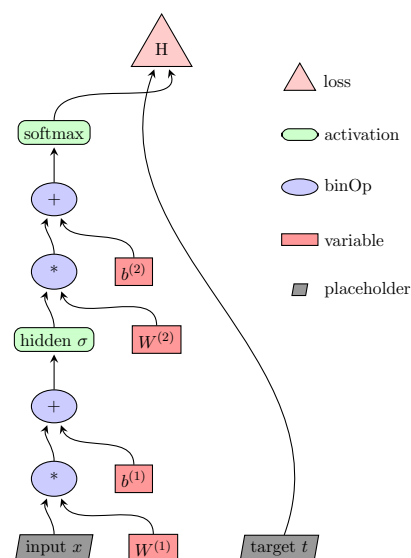 H
loss
softmax
activation
+
binOp
*
b⁽²⁾
variable
W⁽²⁾
placeholder
hidden σ
+
*
b⁽¹⁾
input x
W⁽¹⁾
target t